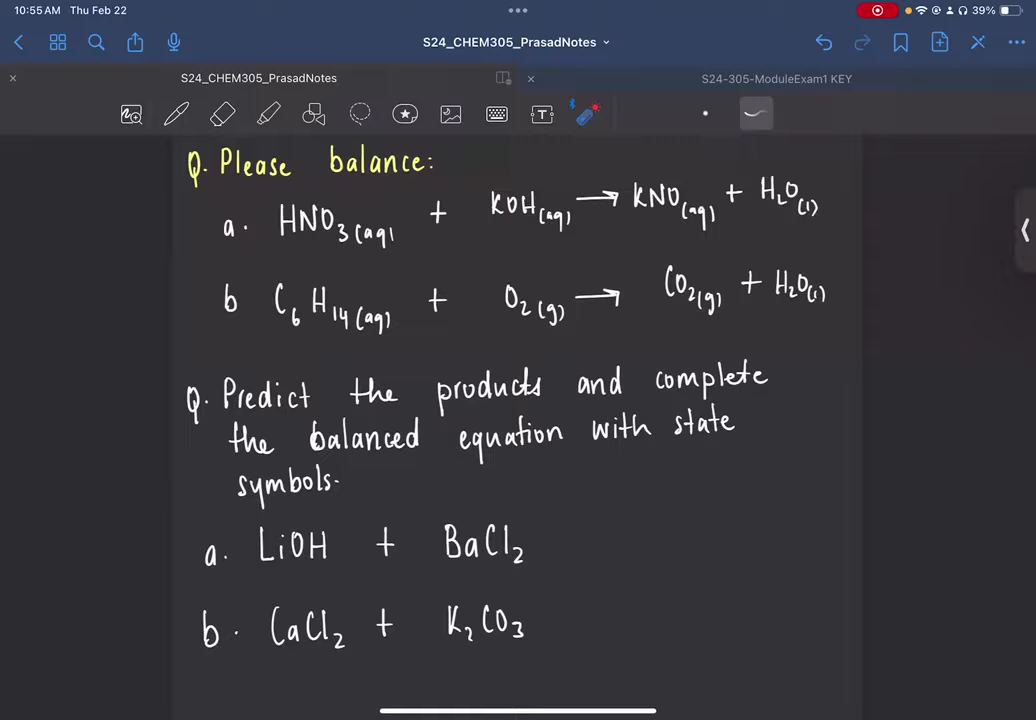 10:55 AM Thu Feb 22
39%
S24_CHEM305_PrasadNotes
S24_CHEM305_PrasadNotes
S24-305-ModuleExam1 KEY
Q. Please balance:
a. HNO₃(aq) + KOH(aq) → KNO(aq) + H₂O(l)
b C₆H₁₄(aq) + O₂(g) → CO₂(g) + H₂O(l)
Q. Predict the products and complete
the balanced equation with state
symbols.
a. LiOH + BaCl₂
b. CaCl₂ + K₂CO₃